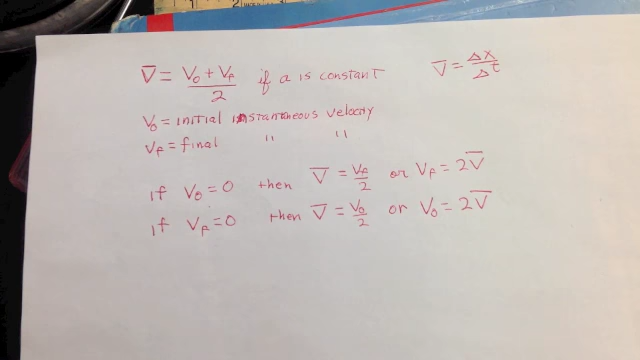 V̅ = (V₀ + V_f)/2 if a is constant V̅ = Δx/Δt
V₀ = initial instantaneous velocity
V_f = final " "
if V₀ = 0 then V̅ = V_f/2 or V_f = 2V̅
if V_f = 0 then V̅ = V₀/2 or V₀ = 2V̅